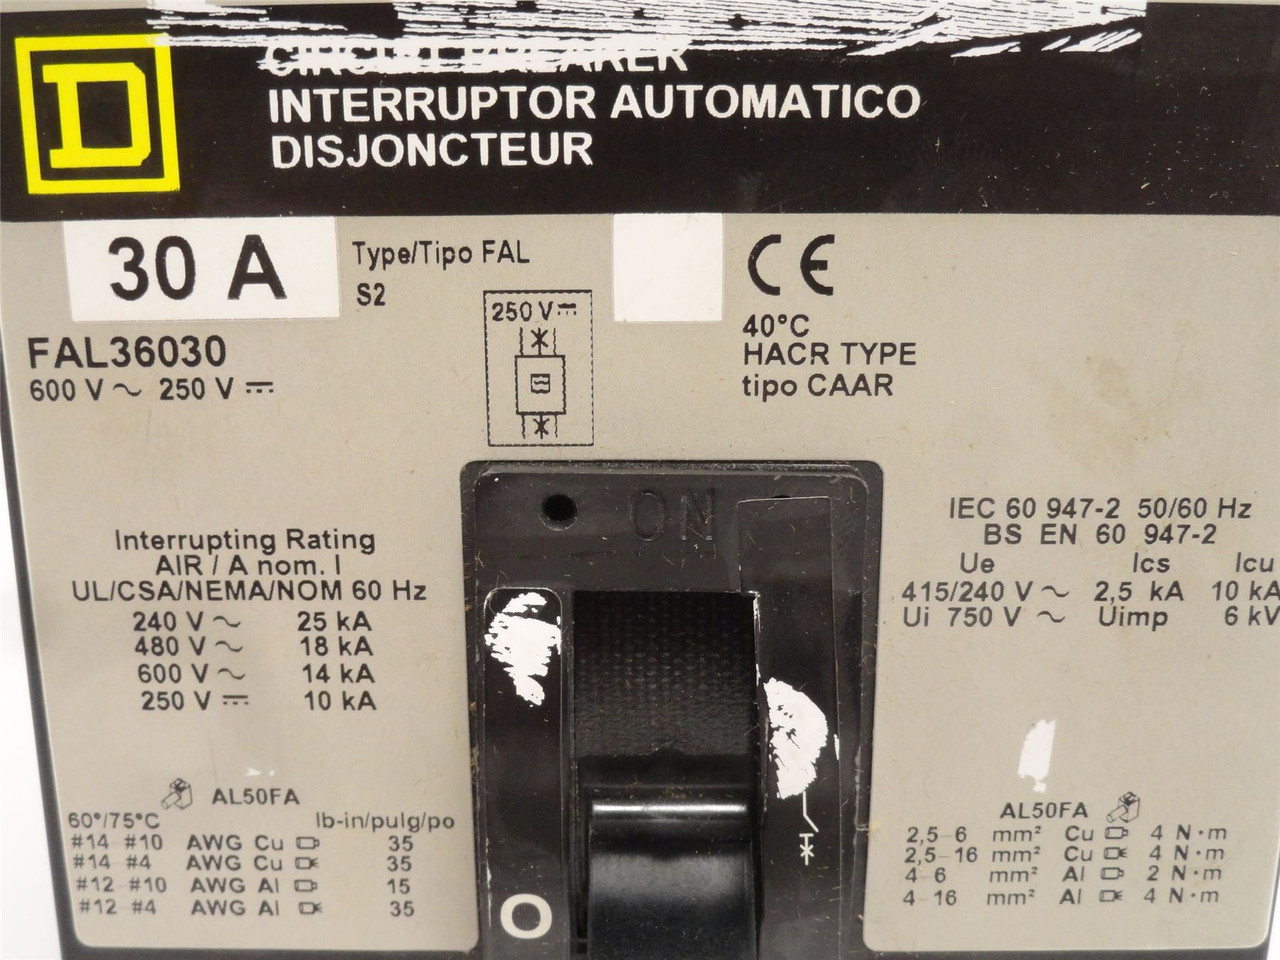 D
CIRCUIT BREAKER
INTERRUPTOR AUTOMATICO
DISJONCTEUR
30 A
Type/Tipo FAL
S2
FAL36030
600 V ~ 250 V ⎓
250 V ⎓
CE
40°C
HACR TYPE
tipo CAAR
ON
Interrupting Rating
AIR / A nom. I
UL/CSA/NEMA/NOM 60 Hz
240 V ~ 25 kA
480 V ~ 18 kA
600 V ~ 14 kA
250 V ⎓ 10 kA
IEC 60 947-2 50/60 Hz
BS EN 60 947-2
Ue Ics Icu
415/240 V ~ 2,5 kA 10 kA
Ui 750 V ~ Uimp 6 kV
AL50FA
60°/75°C lb-in/pulg/po
#14 #10 AWG Cu 35
#14 #4 AWG Cu 35
#12 #10 AWG Al 15
#12 #4 AWG Al 35
O
AL50FA
2,5-6 mm² Cu 4 N·m
2,5-16 mm² Cu 4 N·m
4-6 mm² Al 2 N·m
4-16 mm² Al 4 N·m